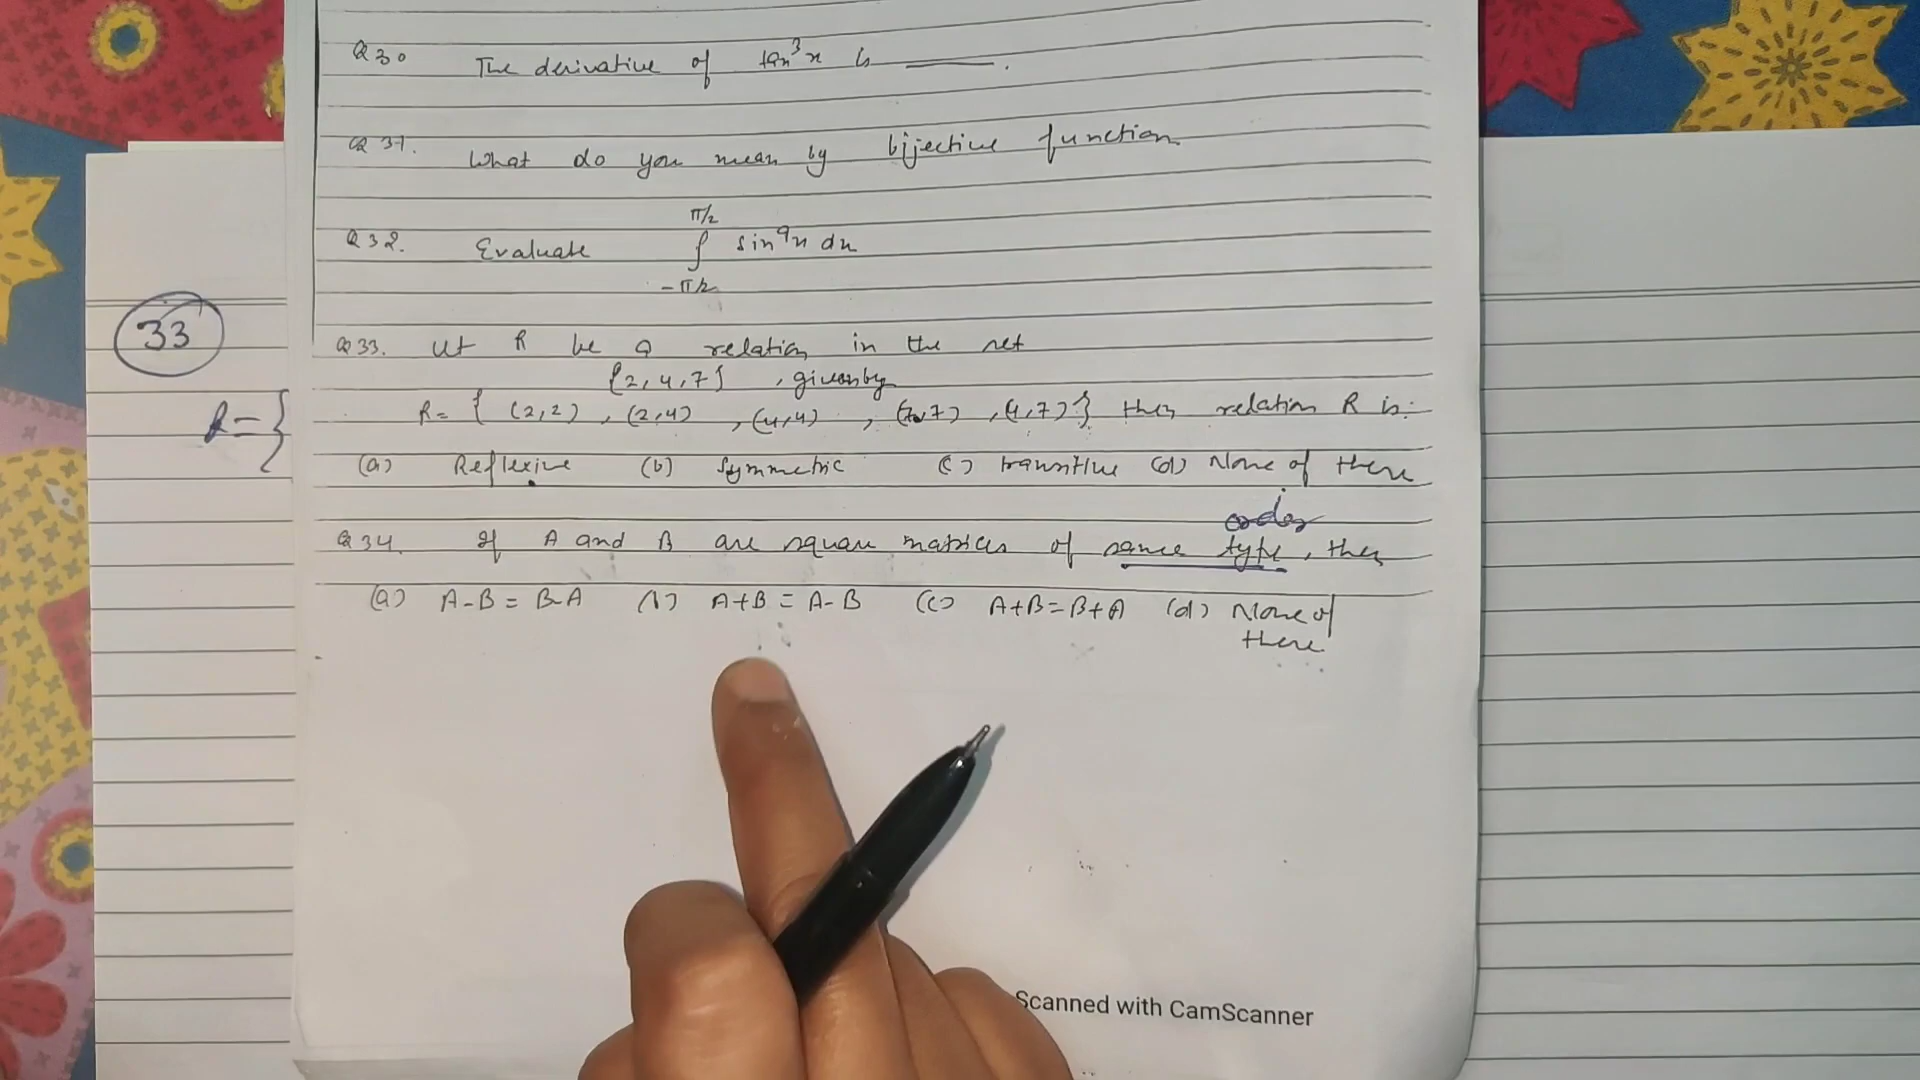 Q30 The derivative of tan³x is ____.
Q31. What do you mean by bijective function
π/2
Q32. Evaluate ∫ sin⁹x dx
-π/2
33
Q33. Let R be a relation in the set
{2,4,7} , given by
R={
R= { (2,2) , (2,4) , (4,4) , (7,7) , (4,7) } then relation R is:
(a) Reflexive (b) Symmetric (c) transitive (d) None of these
order
Q34. If A and B are square matrices of same type, then
(a) A-B = B-A (b) A+B = A-B (c) A+B=B+A (d) None of
these
Scanned with CamScanner